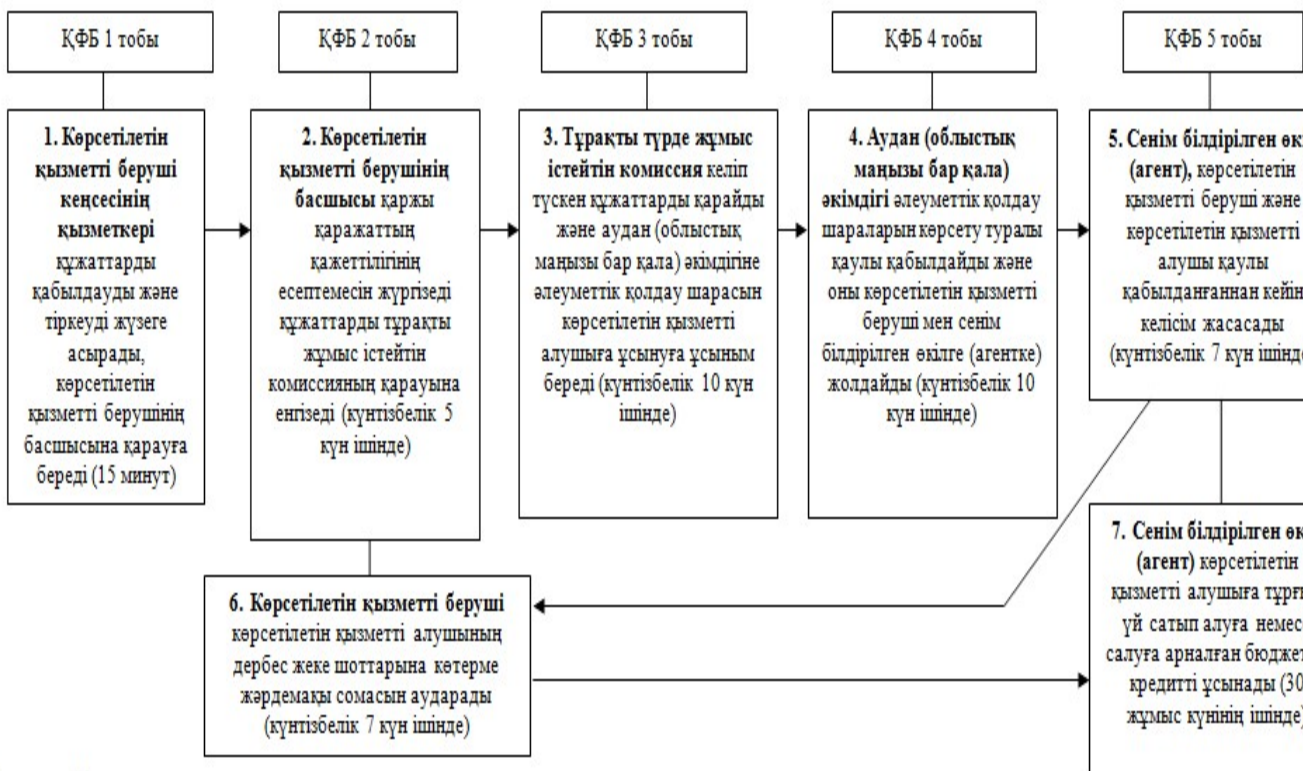 ҚФБ 1 тобы
ҚФБ 2 тобы
ҚФБ 3 тобы
ҚФБ 4 тобы
ҚФБ 5 тобы
1. Көрсетілетін
қызметті беруші
кеңсесінің
қызметкері
құжаттарды
қабылдауды және
тіркеуді жүзеге
асырады,
көрсетілетін
қызметті берушінің
басшысына қарауға
береді (15 минут)
2. Көрсетілетін
қызметті берушінің
басшысы қаржы
қаражаттың
қажеттілігінің
есептемесін жүргізеді
құжаттарды тұрақты
жұмыс істейтін
комиссияның қарауына
енгізеді (күнтізбелік 5
күн ішінде)
3. Тұрақты түрде жұмыс
істейтін комиссия келіп
түскен құжаттарды қарайды
және аудан (облыстық
маңызы бар қала) әкімдігіне
әлеуметтік қолдау шарасын
көрсетілетін қызметті
алушыға ұсынуға ұсыным
береді (күнтізбелік 10 күн
ішінде)
4. Аудан (облыстық
маңызы бар қала)
әкімдігі әлеуметтік қолдау
шараларын көрсету туралы
қаулы қабылдайды және
оны көрсетілетін қызметті
беруші мен сенім
білдірілген өкілге (агентке)
жолдайды (күнтізбелік 10
күн ішінде)
5. Сенім білдірілген
(агент), көрсетілетін
қызметті беруші және
көрсетілетін қызметті
алушы қаулы
қабылданғаннан кейін
келісім жасасады
(күнтізбелік 7 күн
6. Көрсетілетін қызметті беруші
көрсетілетін қызметті алушының
дербес жеке шоттарына көтерме
жәрдемақы сомасын аударады
(күнтізбелік 7 күн ішінде)
7. Сенім білдірілген
(агент) көрсетілетін
қызметті алушыға
үй сатып алуға
салуға арналған
кредитті ұсынады (30
жұмыс күнінің ішінде)